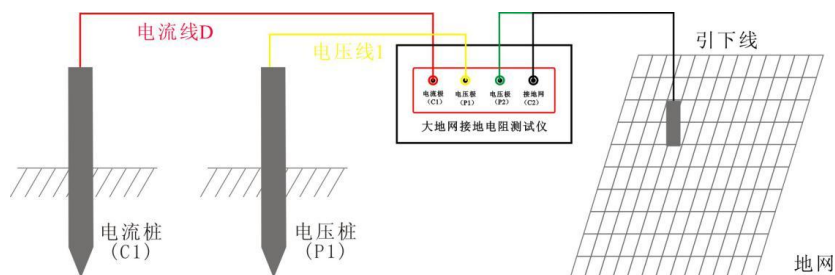 电流线D
电压线1
引下线
电流桩
(C1)
电压桩
(P1)
电压极
(P2)
接地网
(C2)
大地网接地电阻测试仪
电流桩
(C1)
电压桩
(P1)
地网